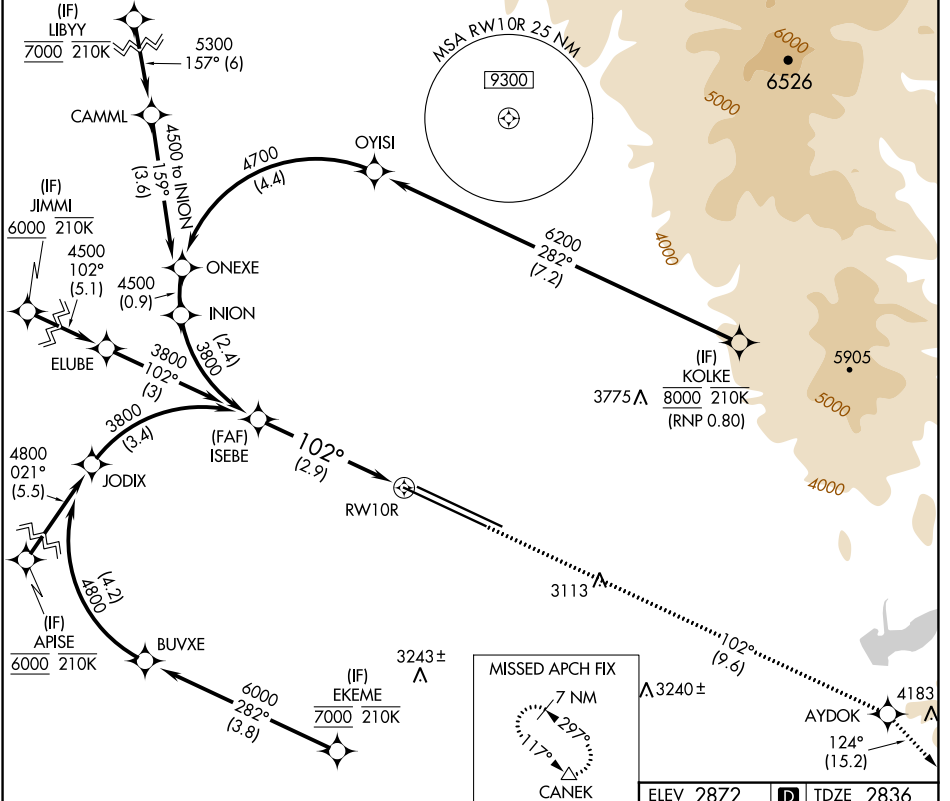 (IF)
LIBYY
7000 210K
5300
157° (6)
CAMML
4500 to INION
159°
(3.6)
MSA RW10R 25 NM
9300
6000
6526
5000
OYISI
4700
(4.4)
(IF)
JIMMI
6000 210K
4500
102°
(5.1)
ONEXE
4500
(0.9)
INION
6200
282°
(7.2)
4000
ELUBE
3800
102°
(3)
(2.4)
3800
(IF)
KOLKE
8000 210K
(RNP 0.80)
3775
5905
5000
4000
3800
(3.4)
(FAF)
ISEBE
102°
(2.9)
4800
021°
(5.5)
JODIX
RW10R
(4.2)
4800
3113
(IF)
APISE
6000 210K
BUVXE
6000
282°
(3.8)
(IF)
EKEME
7000 210K
3243±
MISSED APCH FIX
7 NM
297°
117°
CANEK
3240±
102°
(9.6)
AYDOK
4183
124°
(15.2)
ELEV 2872 D TDZE 2836